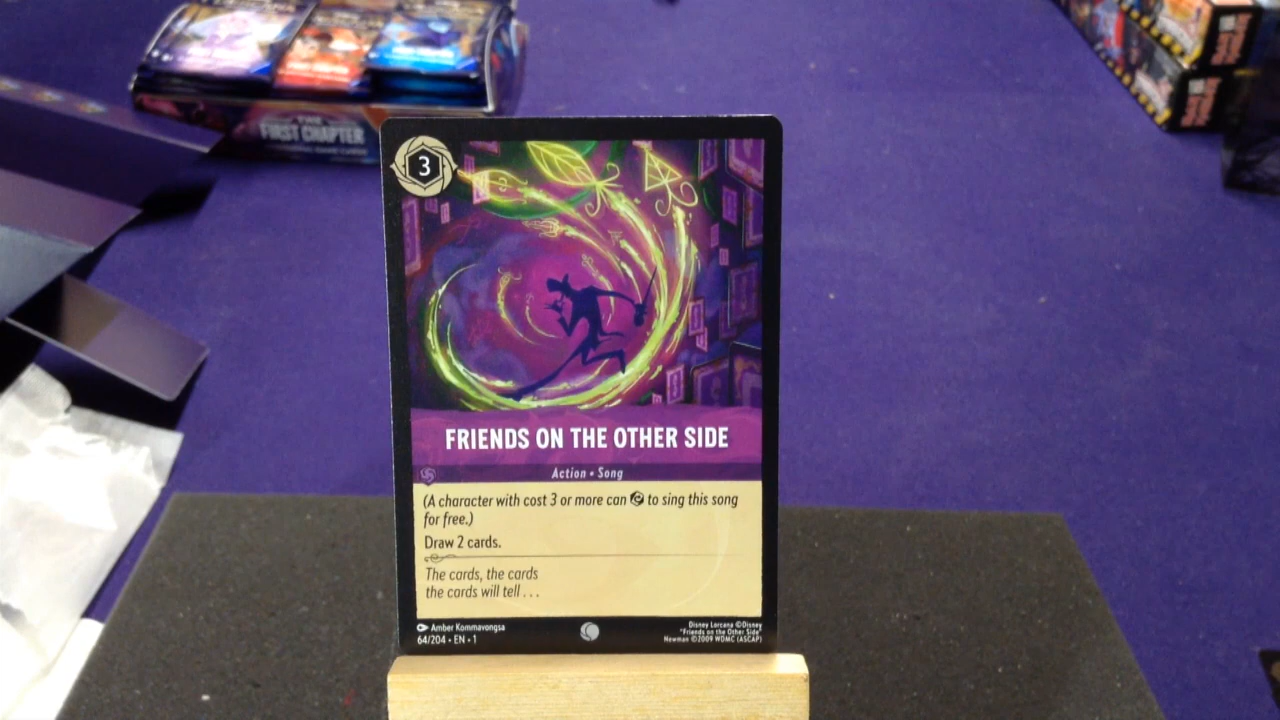 THE
FIRST CHAPTER
3
FRIENDS ON THE OTHER SIDE
Action • Song
(A character with cost 3 or more can to sing this song
for free.)
Draw 2 cards.
The cards, the cards
the cards will tell . . .
Amber Kommavongsa
64/204 • EN • 1
Disney Lorcana ©Disney
"Friends on the Other Side"
Newman ©2009 WDMC (ASCAP)